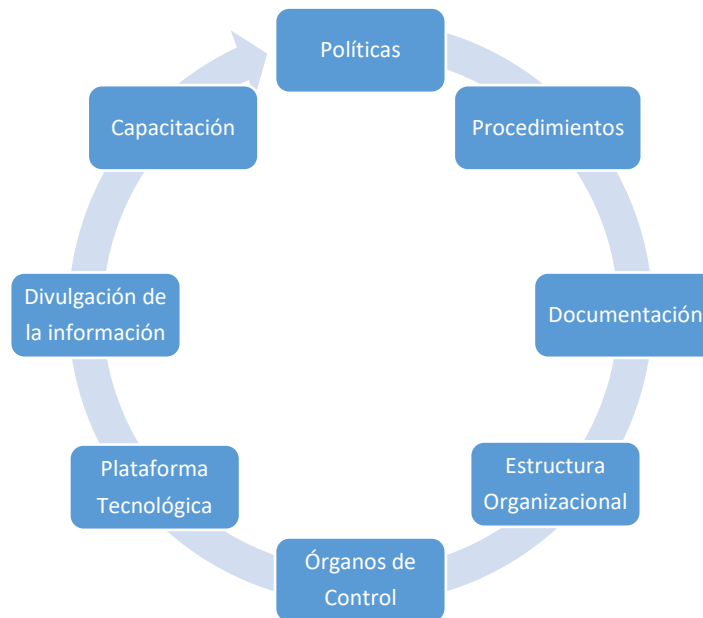 Políticas
Procedimientos
Documentación
Estructura
Organizacional
Órganos de
Control
Plataforma
Tecnológica
Divulgación de
la información
Capacitación